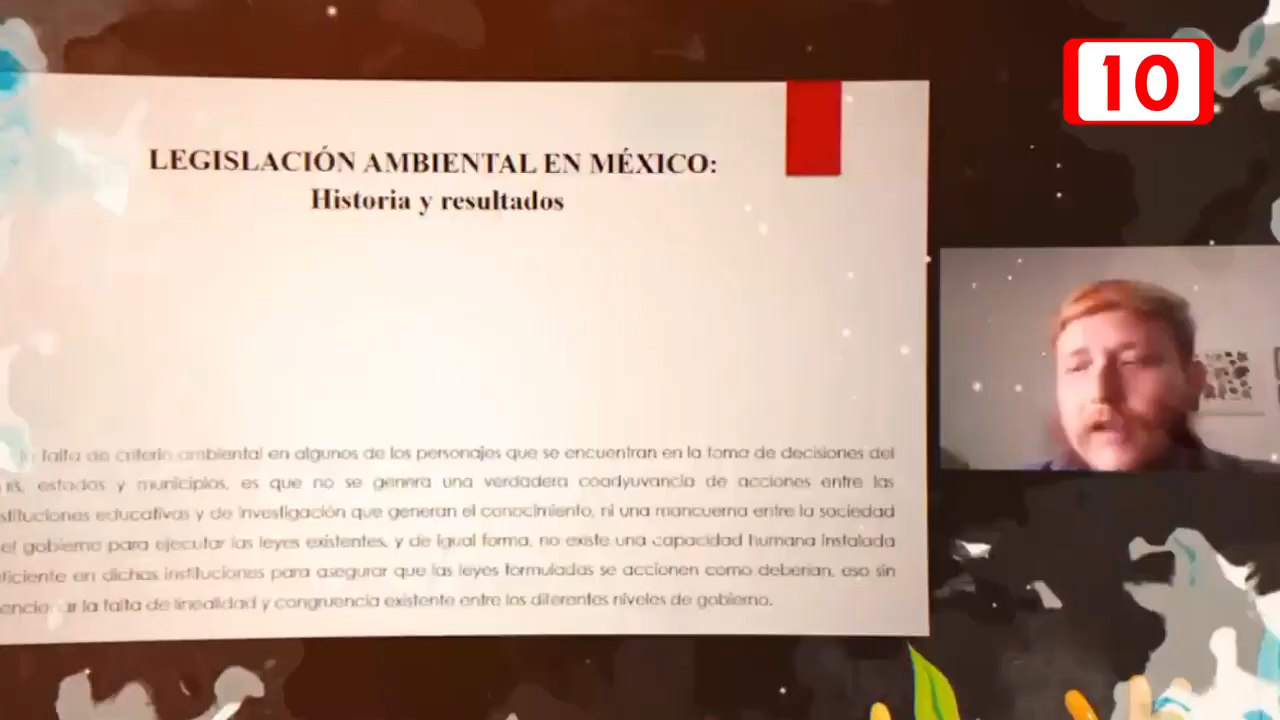 10
LEGISLACIÓN AMBIENTAL EN MÉXICO:
Historia y resultados
la falta de criterio ambiental en algunos de los personajes que se encuentran en la toma de decisiones del
estados y municipios, es que no se genera una verdadera coadyuvancia de acciones entre las
stituciones educativas y de investigación que generan el conocimiento, ni una mancuerna entre la sociedad
el gobierno para ejecutar las leyes existentes, y de igual forma, no existe una capacidad humana instalada
ficiente en dichas instituciones para asegurar que las leyes formuladas se accionen como deberían, eso sin
la falta de linealidad y congruencia existente entre los diferentes niveles de gobierno.